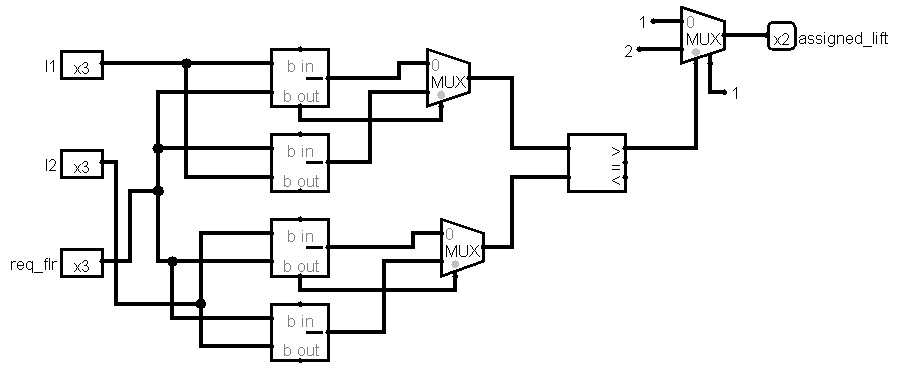 1
0
MUX
2
x2 assigned_lift
1
l1 x3
b in
b out
0
MUX
l2 x3
b in
b out
>
=
<
req_flr x3
b in
b out
0
MUX
b in
b out